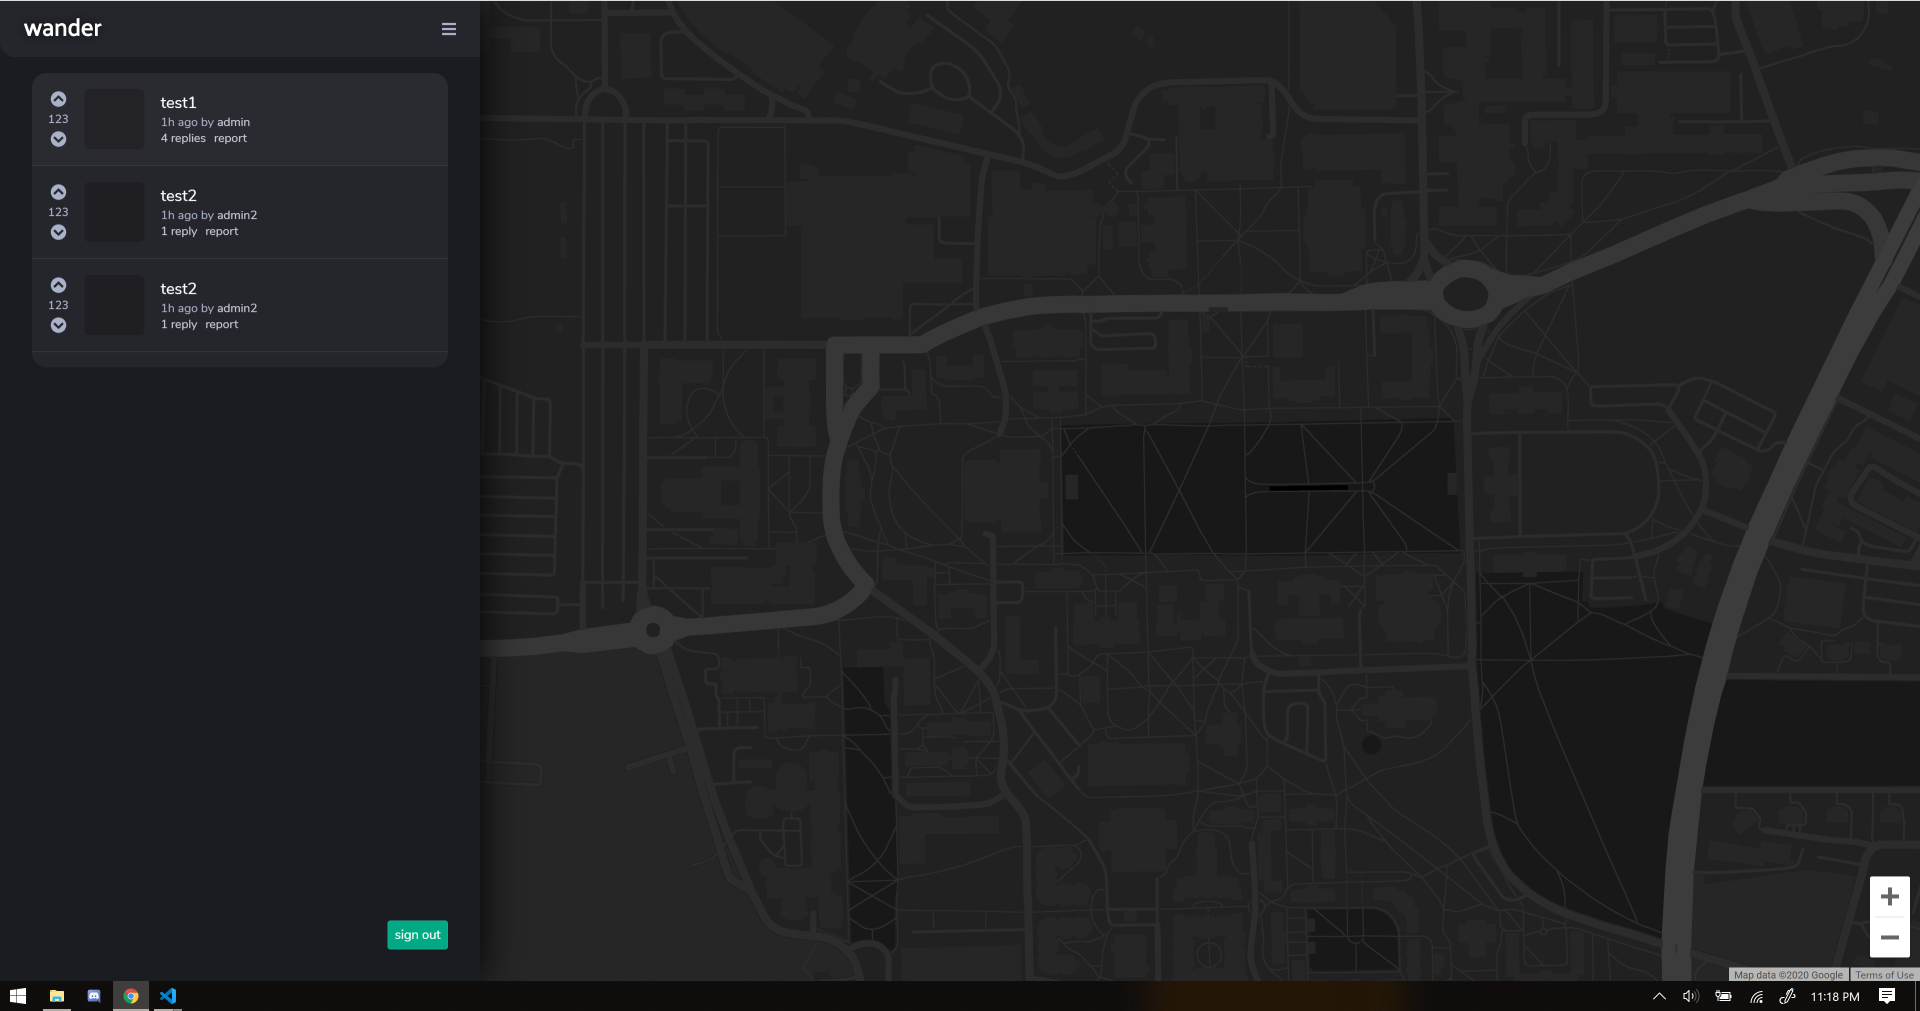 wander
test1
123
1h ago by admin
4 replies report
test2
123
1h ago by admin2
1 reply report
test2
123
1h ago by admin2
1 reply report
sign out
Map data ©2020 Google
Terms of Use
11:18 PM